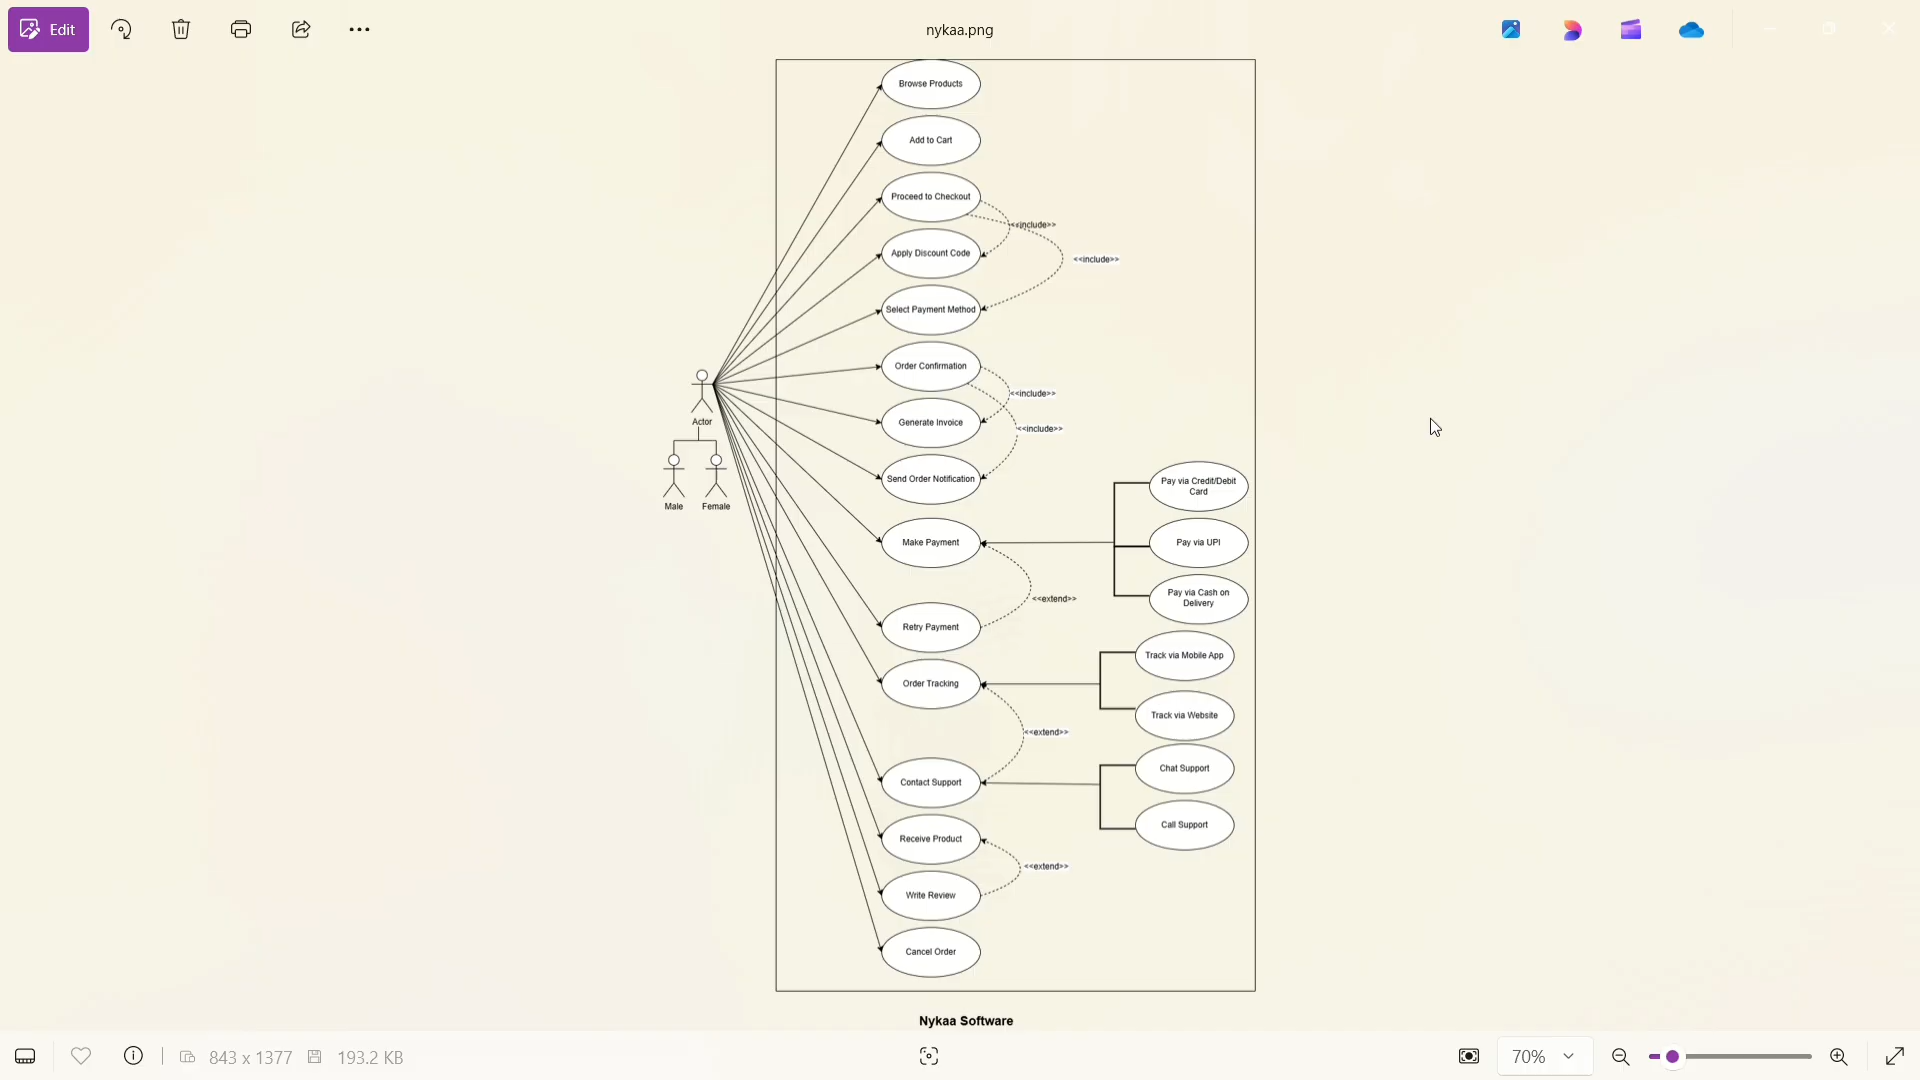 Edit
nykaa.png
Browse Products
Add to Cart
Proceed to Checkout
<<include>>
Apply Discount Code
<<include>>
Select Payment Method
Order Confirmation
<<include>>
Actor
Generate Invoice
<<include>>
Send Order Notification
Male
Female
Pay via Credit/Debit
Card
Make Payment
Pay via UPI
<<extend>>
Pay via Cash on
Delivery
Retry Payment
Track via Mobile App
Order Tracking
Track via Website
<<extend>>
Chat Support
Contact Support
Call Support
Receive Product
<<extend>>
Write Review
Cancel Order
Nykaa Software
843 x 1377
193.2 KB
70%